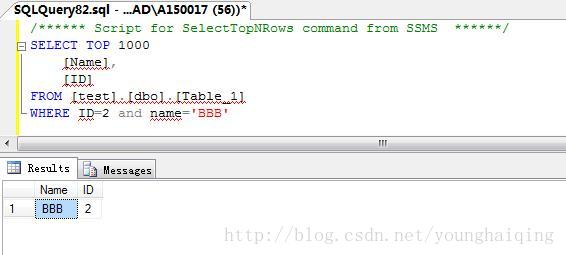 SQLQuery82.sql - ...AD\A150017 (56))*
/****** Script for SelectTopNRows command from SSMS  ******/
SELECT TOP 1000
[Name],
[ID]
FROM [test].[dbo].[Table_1]
WHERE ID=2 and name='BBB'
Results Messages
Name ID
1 BBB 2
http://blog.csdn.net/younghaiqing